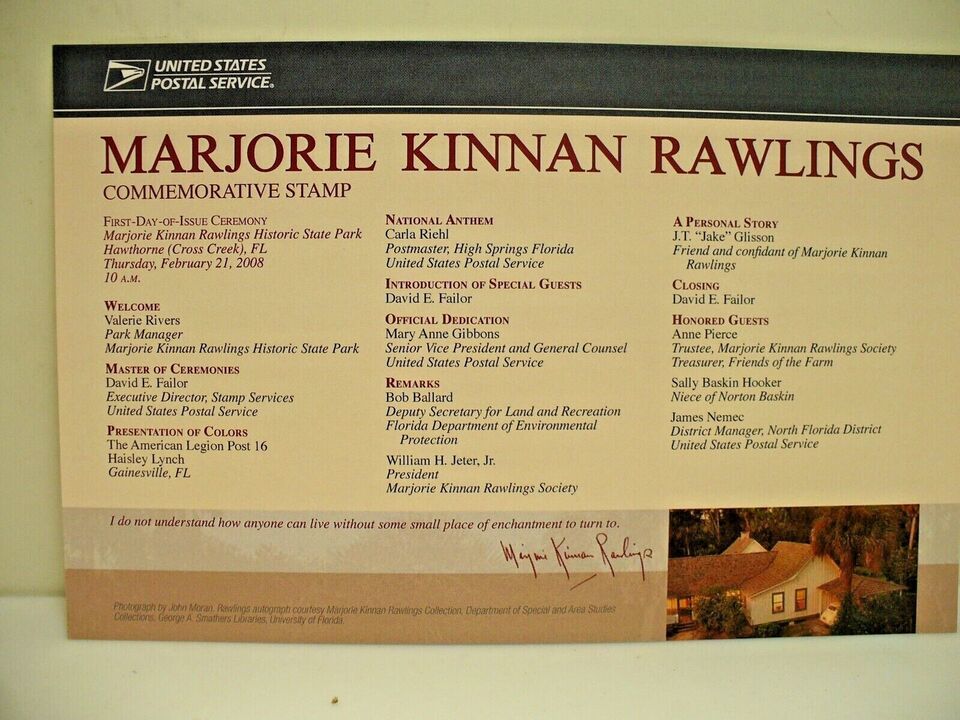 UNITED STATES
POSTAL SERVICE®
MARJORIE KINNAN RAWLINGS
COMMEMORATIVE STAMP
FIRST-DAY-OF-ISSUE CEREMONY
Marjorie Kinnan Rawlings Historic State Park
Hawthorne (Cross Creek), FL
Thursday, February 21, 2008
10 A.M.
WELCOME
Valerie Rivers
Park Manager
Marjorie Kinnan Rawlings Historic State Park
MASTER OF CEREMONIES
David E. Failor
Executive Director, Stamp Services
United States Postal Service
PRESENTATION OF COLORS
The American Legion Post 16
Haisley Lynch
Gainesville, FL
NATIONAL ANTHEM
Carla Riehl
Postmaster, High Springs Florida
United States Postal Service
INTRODUCTION OF SPECIAL GUESTS
David E. Failor
OFFICIAL DEDICATION
Mary Anne Gibbons
Senior Vice President and General Counsel
United States Postal Service
REMARKS
Bob Ballard
Deputy Secretary for Land and Recreation
Florida Department of Environmental
Protection
William H. Jeter, Jr.
President
Marjorie Kinnan Rawlings Society
A PERSONAL STORY
J.T. “Jake” Glisson
Friend and confidant of Marjorie Kinnan
Rawlings
CLOSING
David E. Failor
HONORED GUESTS
Anne Pierce
Trustee, Marjorie Kinnan Rawlings Society
Treasurer, Friends of the Farm
Sally Baskin Hooker
Niece of Norton Baskin
James Nemec
District Manager, North Florida District
United States Postal Service
I do not understand how anyone can live without some small place of enchantment to turn to.
Marjorie Kinnan Rawlings
Photograph by John Moran. Rawlings autograph courtesy Marjorie Kinnan Rawlings Collection, Department of Special and Area Studies
Collections, George A. Smathers Libraries, University of Florida.